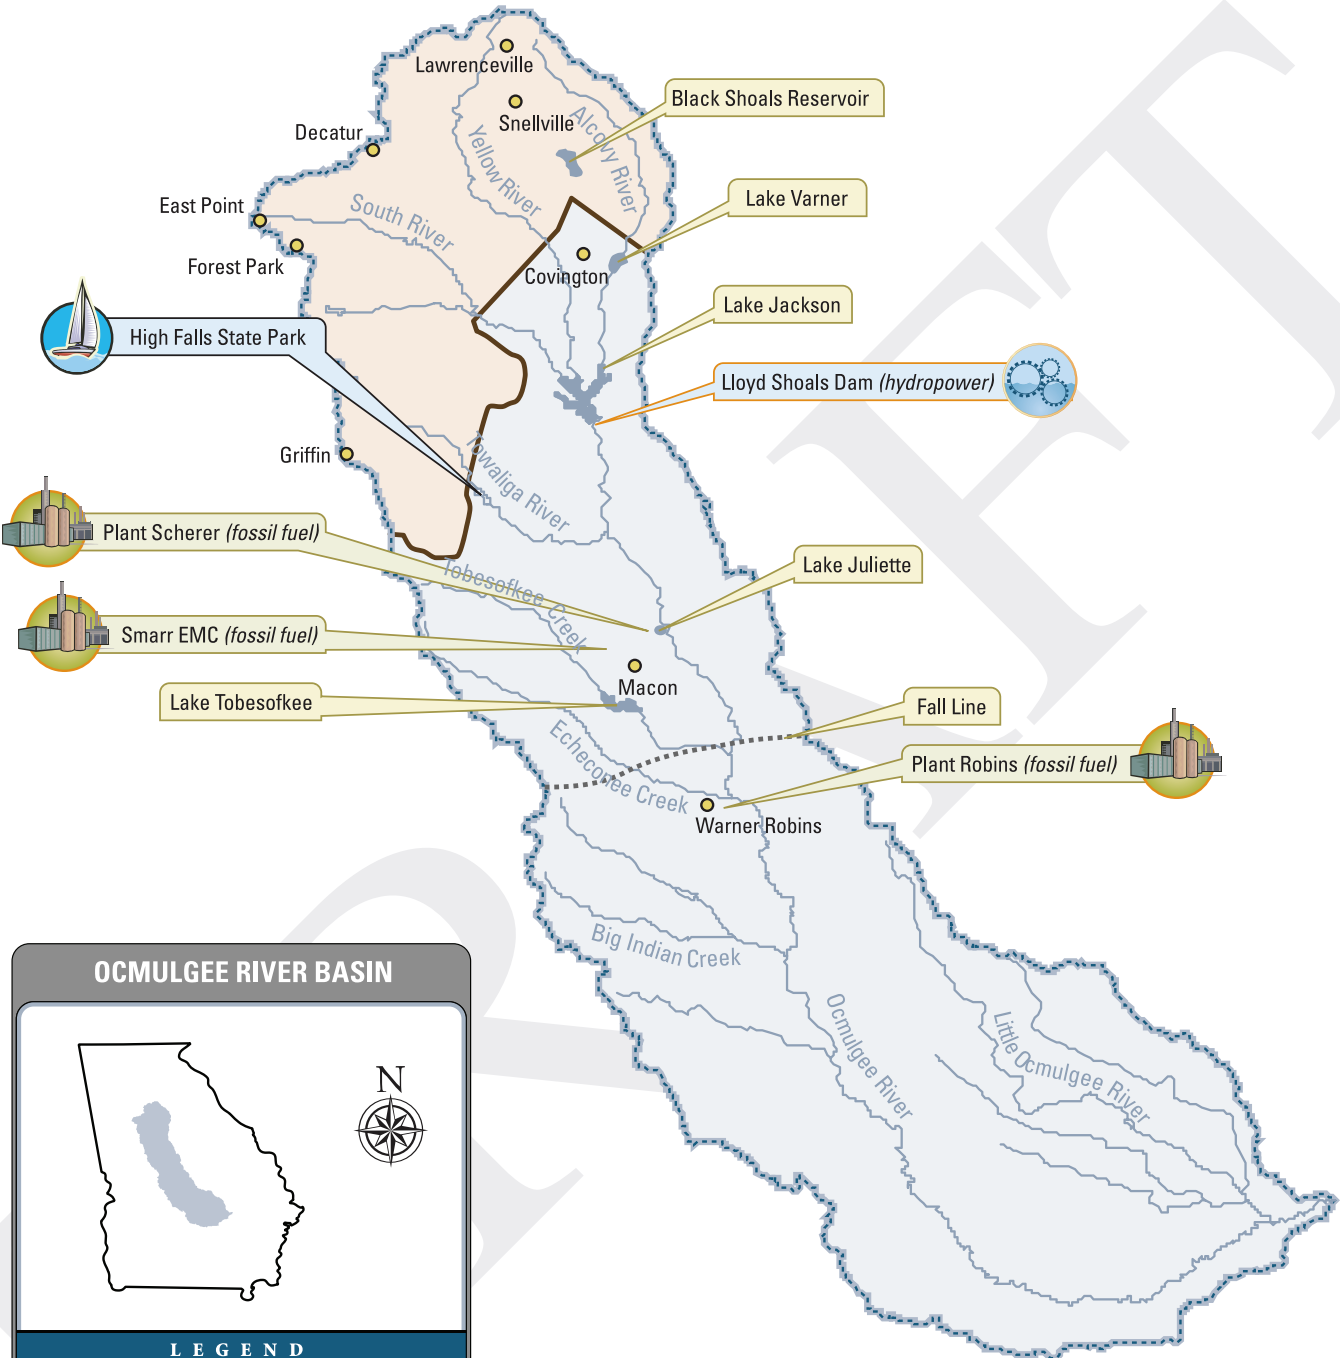 Lawrenceville
Black Shoals Reservoir
Snellville
Decatur
Alcovy River
Yellow River
Lake Varner
East Point
South River
Forest Park
Covington
Lake Jackson
High Falls State Park
Lloyd Shoals Dam (hydropower)
Griffin
Towaliga River
Plant Scherer (fossil fuel)
Lake Juliette
Tobesofkee Creek
Smarr EMC (fossil fuel)
Macon
Lake Tobesofkee
Fall Line
Echeconee Creek
Plant Robins (fossil fuel)
Warner Robins
Big Indian Creek
OCMULGEE RIVER BASIN
Ocmulgee River
Little Ocmulgee River
N
LEGEND
DRAFT